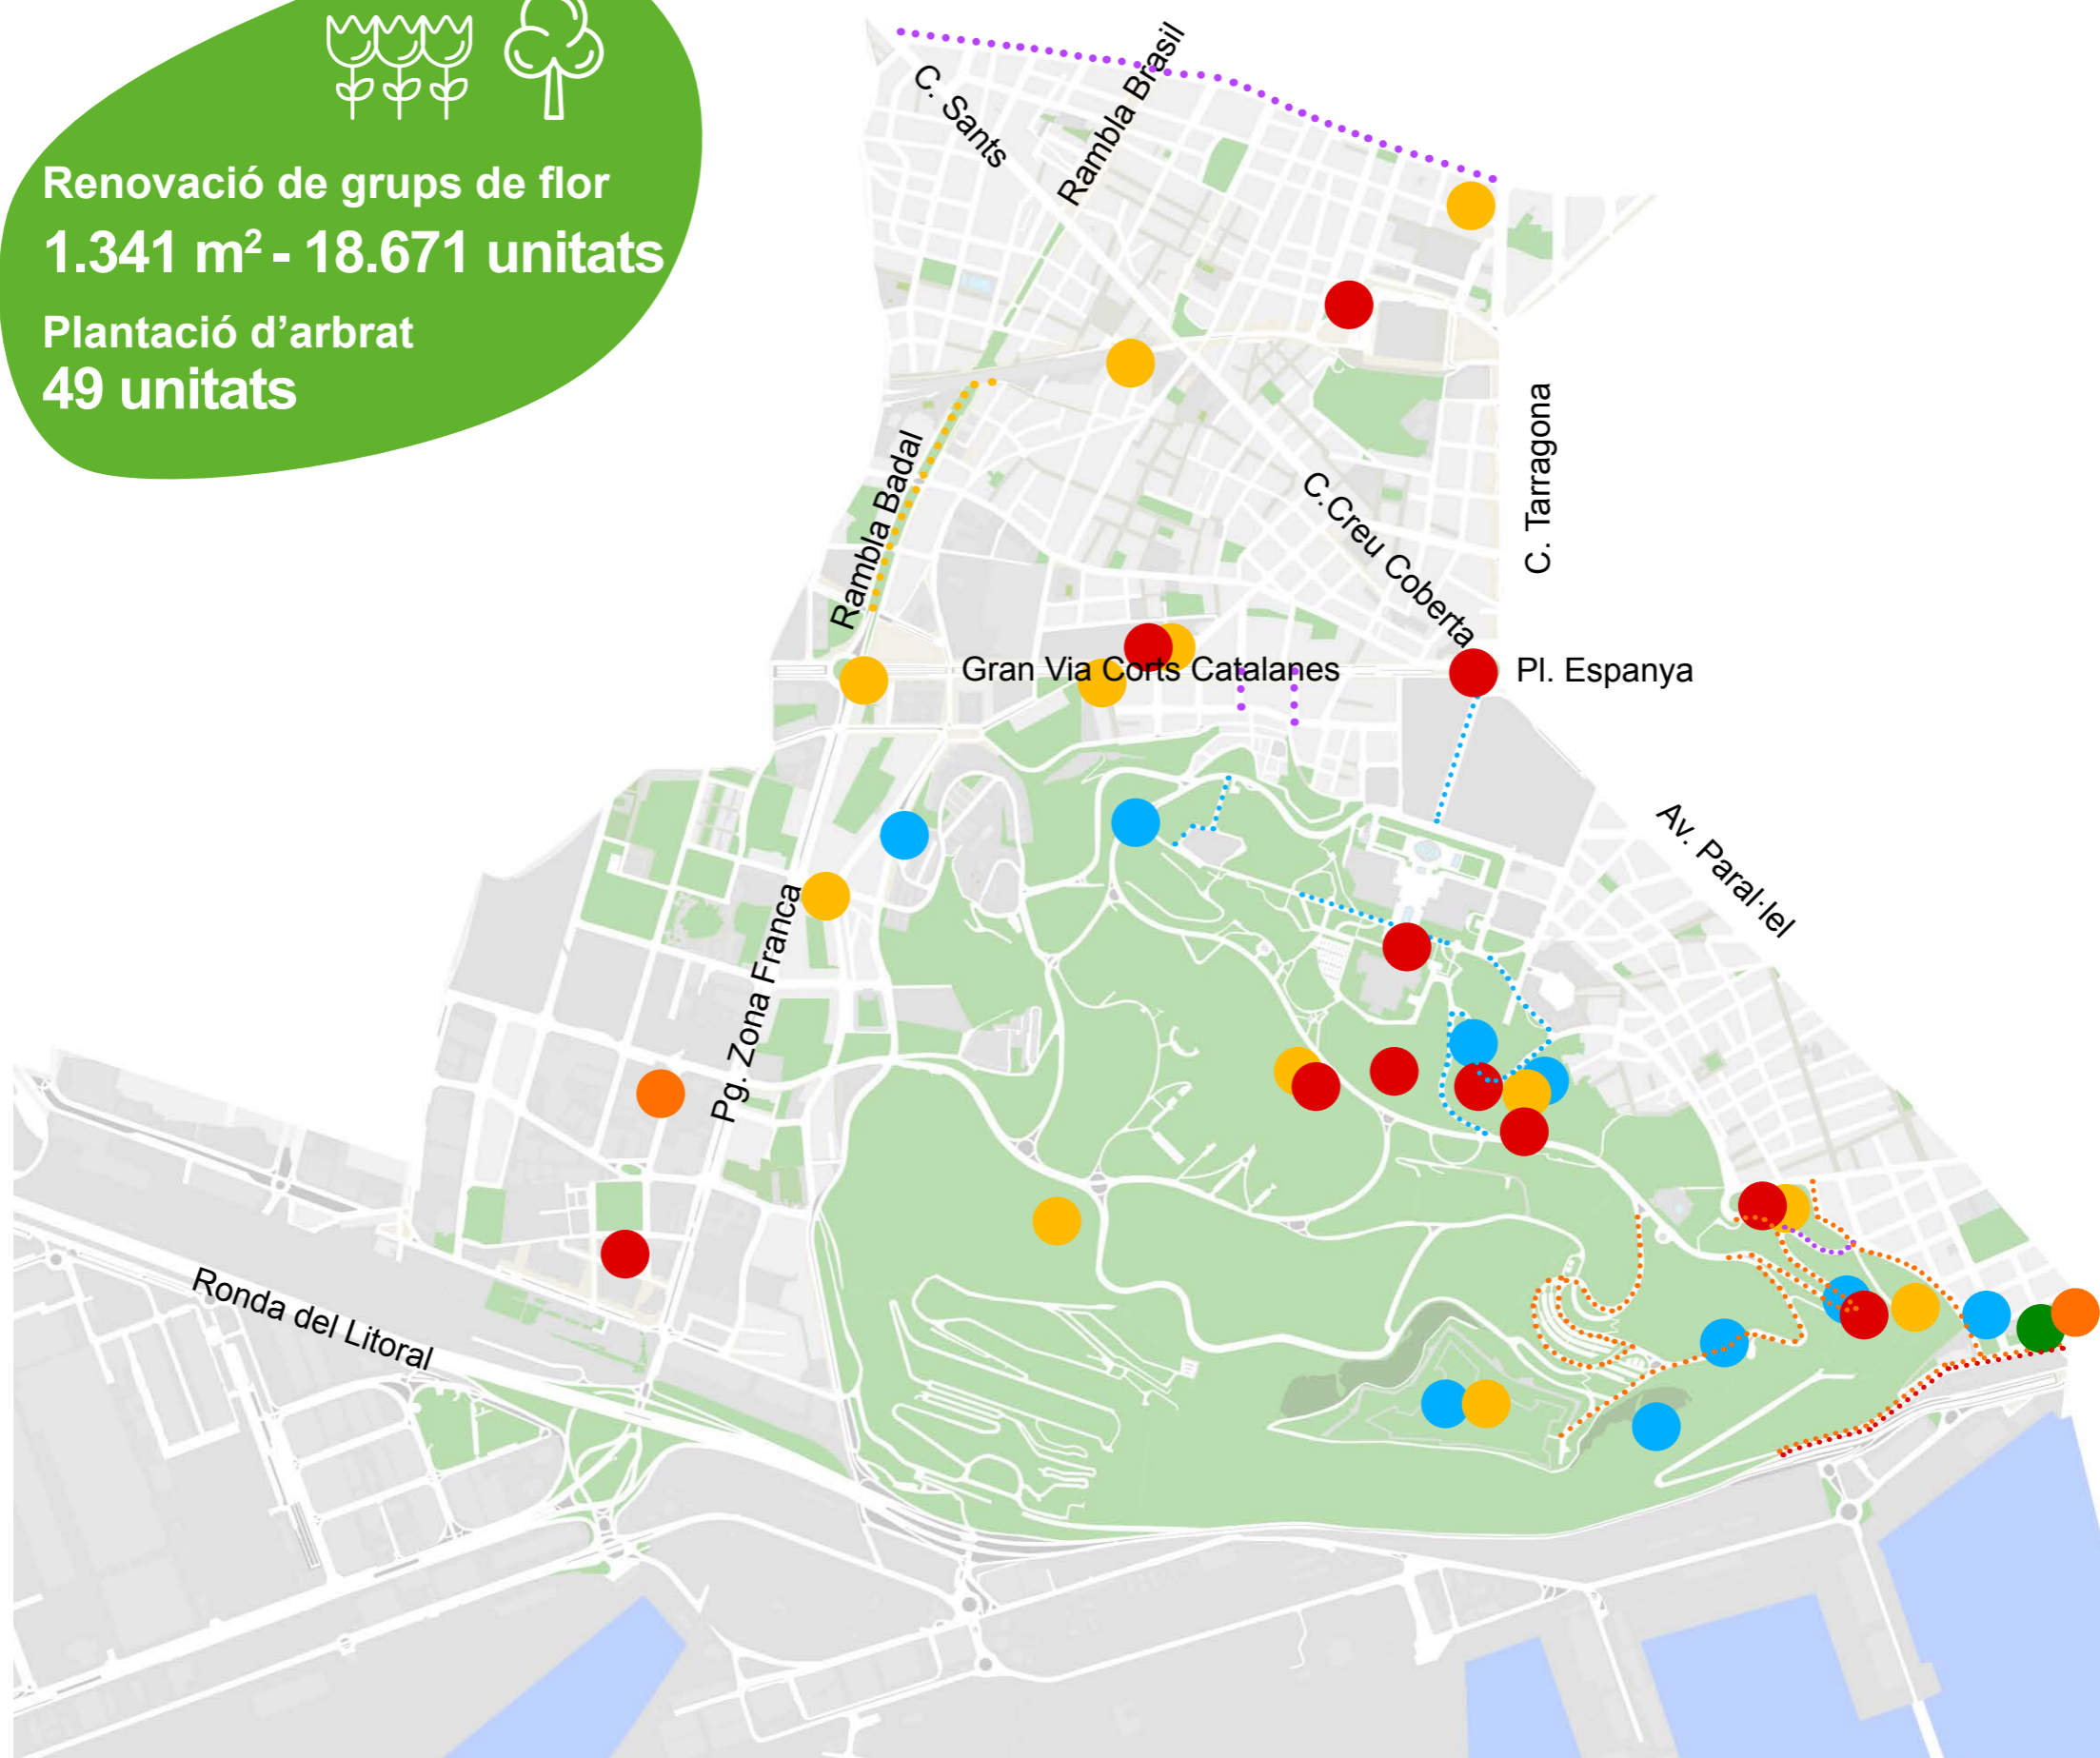 Renovació de grups de flor
1.341 m² - 18.671 unitats
Plantació d’arbrat
49 unitats
C. Sants
Rambla Brasil
Rambla Badal
C. Tarragona
C.Creu Coberta
Gran Via Corts Catalanes
Pl. Espanya
Av. Paral·lel
Pg. Zona Franca
Ronda del Litoral